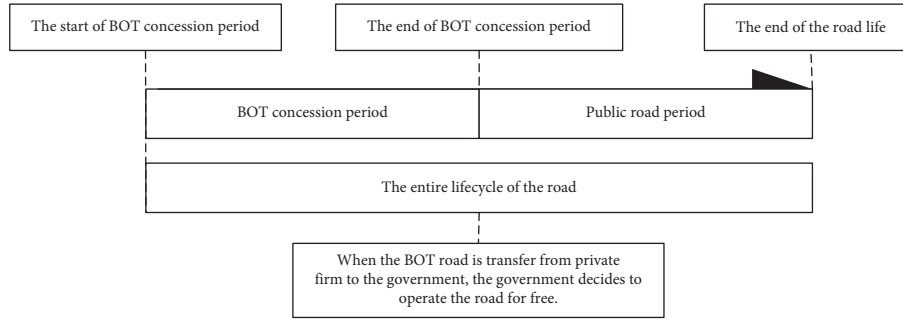 The start of BOT concession period
The end of BOT concession period
The end of the road life
BOT concession period
Public road period
The entire lifecycle of the road
When the BOT road is transfer from private
firm to the government, the government decides to
operate the road for free.